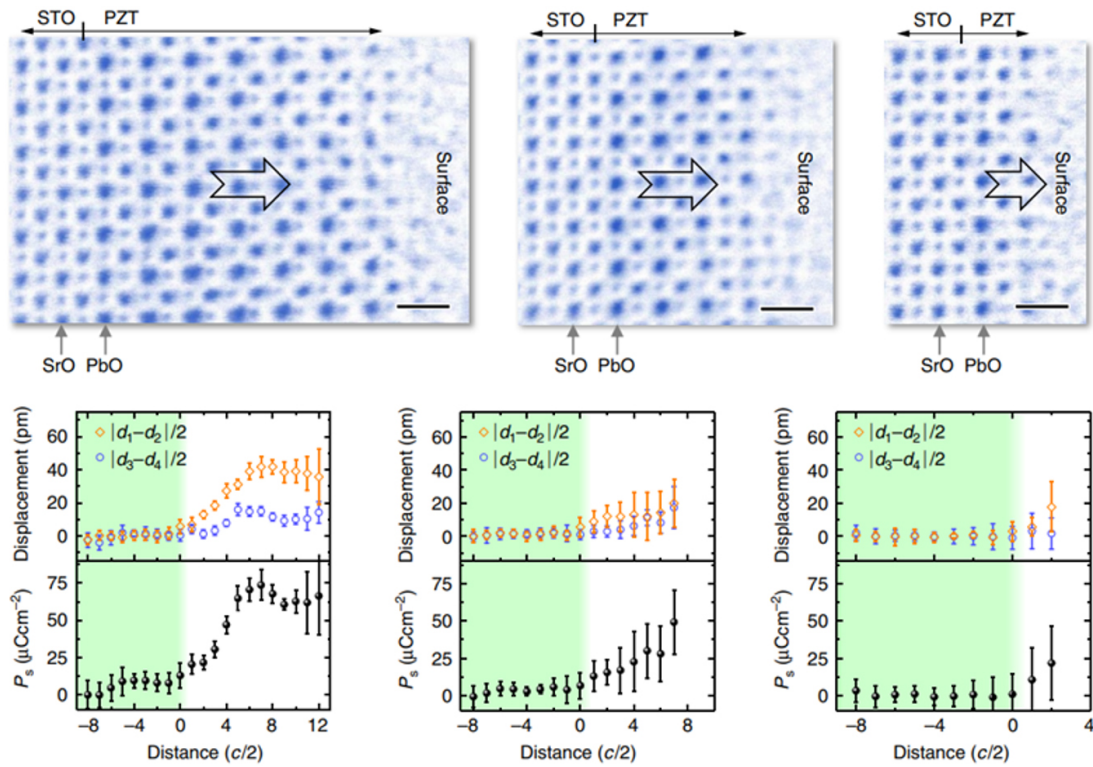 STO PZT
STO PZT
STO PZT
Surface
Surface
Surface
SrO PbO
SrO PbO
SrO PbO
Displacement (pm)
60
40
20
0
|d₁–d₂|/2
|d₃–d₄|/2
Pₛ (μCcm⁻²)
75
50
25
0
−8 −4 0 4 8 12
Distance (c/2)
Displacement (pm)
60
40
20
0
|d₁–d₂|/2
|d₃–d₄|/2
Pₛ (μCcm⁻²)
75
50
25
0
−8 −4 0 4 8
Distance (c/2)
Displacement (pm)
60
40
20
0
|d₁–d₂|/2
|d₃–d₄|/2
Pₛ (μCcm⁻²)
75
50
25
0
−8 −4 0 4
Distance (c/2)